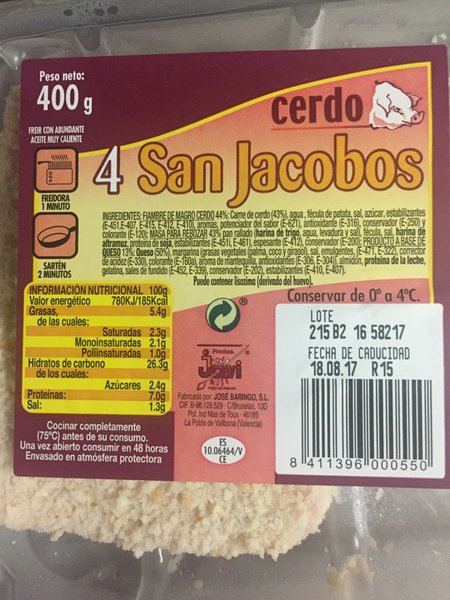 Peso neto:
400 g
FREIR CON ABUNDANTE
ACEITE MUY CALIENTE
FREIDORA
1 MINUTO
SARTÉN
2 MINUTOS
cerdo
4 San Jacobos
INGREDIENTES: FIAMBRE DE MAGRO CERDO 44%: Carne de cerdo (43%), agua, fécula de patata, sal, azúcar, estabilizantes
(E-451,E-407, E-415, E-412, E-410), aromas, potenciador del sabor (E-621), antioxidante (E-316), conservador (E-250) y
colorante (E-120); MASA PARA REBOZAR 43% pan rallado (harina de trigo, agua, levadura y sal), fécula, sal, harina de
altramuz, proteína de soja, estabilizantes (E-451, E-461), espesante (E-412), conservador (E-200); PRODUCTO A BASE DE
QUESO 13%: Queso (50%), margarina (grasas vegetales (palma, coco y girasol), sal, emulgentes, (E-471, E-322), corrector
de acidez (E-330), colorante (E-160a), aroma de mantequilla, antioxidantes (E-306, E-304i), almidón, proteína de la leche,
gelatina, sales de fundido (E-452, E-339), conservador (E-202), estabilizantes (E-410, E-407).
Puede contener lisozima (derivado del huevo).
Conservar de 0º a 4ºC.
INFORMACIÓN NUTRICIONAL 100g
Valor energético 780KJ/185Kcal
Grasas, 5.4g
de las cuales:
Saturadas 2.3g
Monoinsaturadas 2.1g
Poliinsaturadas 1.0g
Hidratos de carbono 26.3g
de los cuales:
Azúcares 2.4g
Proteínas: 7.0g
Sal: 1.3g
Cocinar completamente
(75ºC) antes de su consumo.
Una vez abierto consumir en 48 horas
Envasado en atmósfera protectora
Pinchos
Javi
Fabricado por: JOSÉ BARINGO, S.L.
CIF. B-96.126.529 · C/Bruselas, 13D
Pol. Ind Mas de Tous · 46185
La Pobla de Vallbona (Valencia)
ES
10.06464/V
CE
LOTE
215 B2 16 58217
FECHA DE CADUCIDAD
18.08.17 R15
8 411396 000550